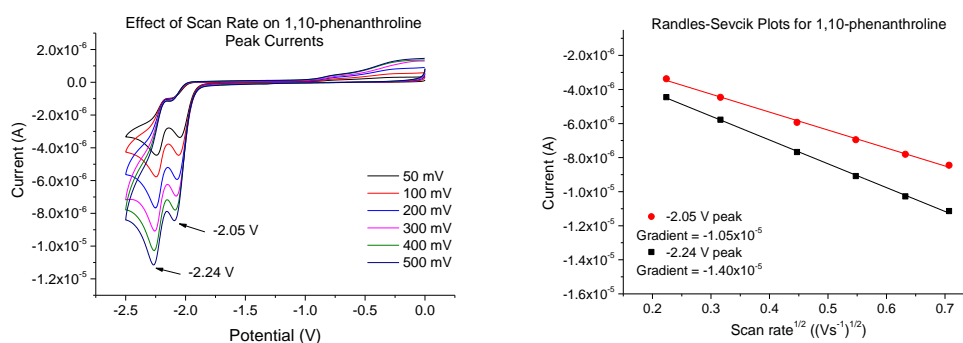 Effect of Scan Rate on 1,10-phenanthroline
Peak Currents
2.0x10⁻⁶
0.0
-2.0x10⁻⁶
-4.0x10⁻⁶
-6.0x10⁻⁶
-8.0x10⁻⁶
-1.0x10⁻⁵
-1.2x10⁻⁵
Current (A)
50 mV
100 mV
200 mV
300 mV
400 mV
500 mV
-2.05 V
-2.24 V
-2.5
-2.0
-1.5
-1.0
-0.5
0.0
Potential (V)
Randles-Sevcik Plots for 1,10-phenanthroline
-2.0x10⁻⁶
-4.0x10⁻⁶
-6.0x10⁻⁶
-8.0x10⁻⁶
-1.0x10⁻⁵
-1.2x10⁻⁵
-1.4x10⁻⁵
-1.6x10⁻⁵
Current (A)
-2.05 V peak
Gradient = -1.05x10⁻⁵
-2.24 V peak
Gradient = -1.40x10⁻⁵
0.2
0.3
0.4
0.5
0.6
0.7
Scan rate¹ᐟ² ((Vs⁻¹)¹ᐟ²)